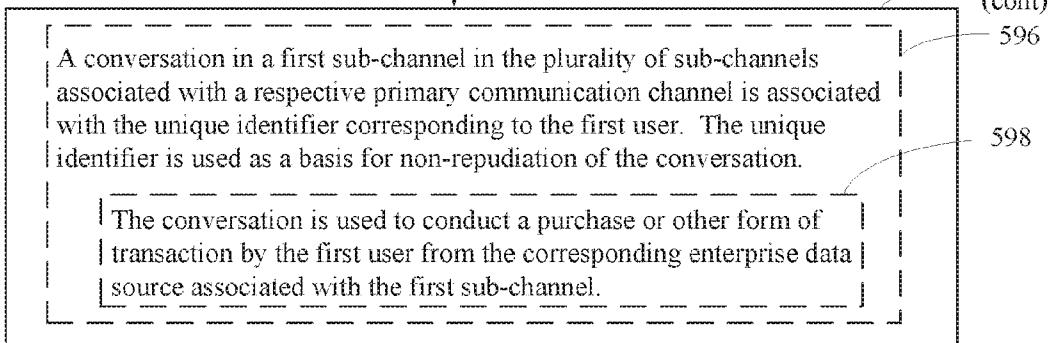 (cont)
596
A conversation in a first sub-channel in the plurality of sub-channels
associated with a respective primary communication channel is associated
with the unique identifier corresponding to the first user. The unique
identifier is used as a basis for non-repudiation of the conversation.
598
The conversation is used to conduct a purchase or other form of
transaction by the first user from the corresponding enterprise data
source associated with the first sub-channel.